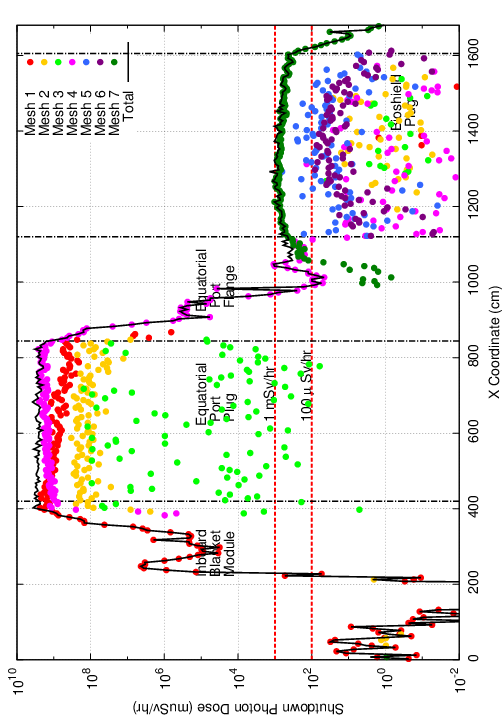 Shutdown Photon Dose (muSv/hr)
10^10
10^8
10^6
10^4
10^2
10^0
10^-2
0
200
400
600
800
1000
1200
1400
1600
X Coordinate (cm)
Inboard
Blanket
Module
Equatorial
Port
Plug
Equatorial
Port
Flange
Bioshield
Plug
1 mSv/hr
100 μ Sv/hr
Mesh 1
Mesh 2
Mesh 3
Mesh 4
Mesh 5
Mesh 6
Mesh 7
Total